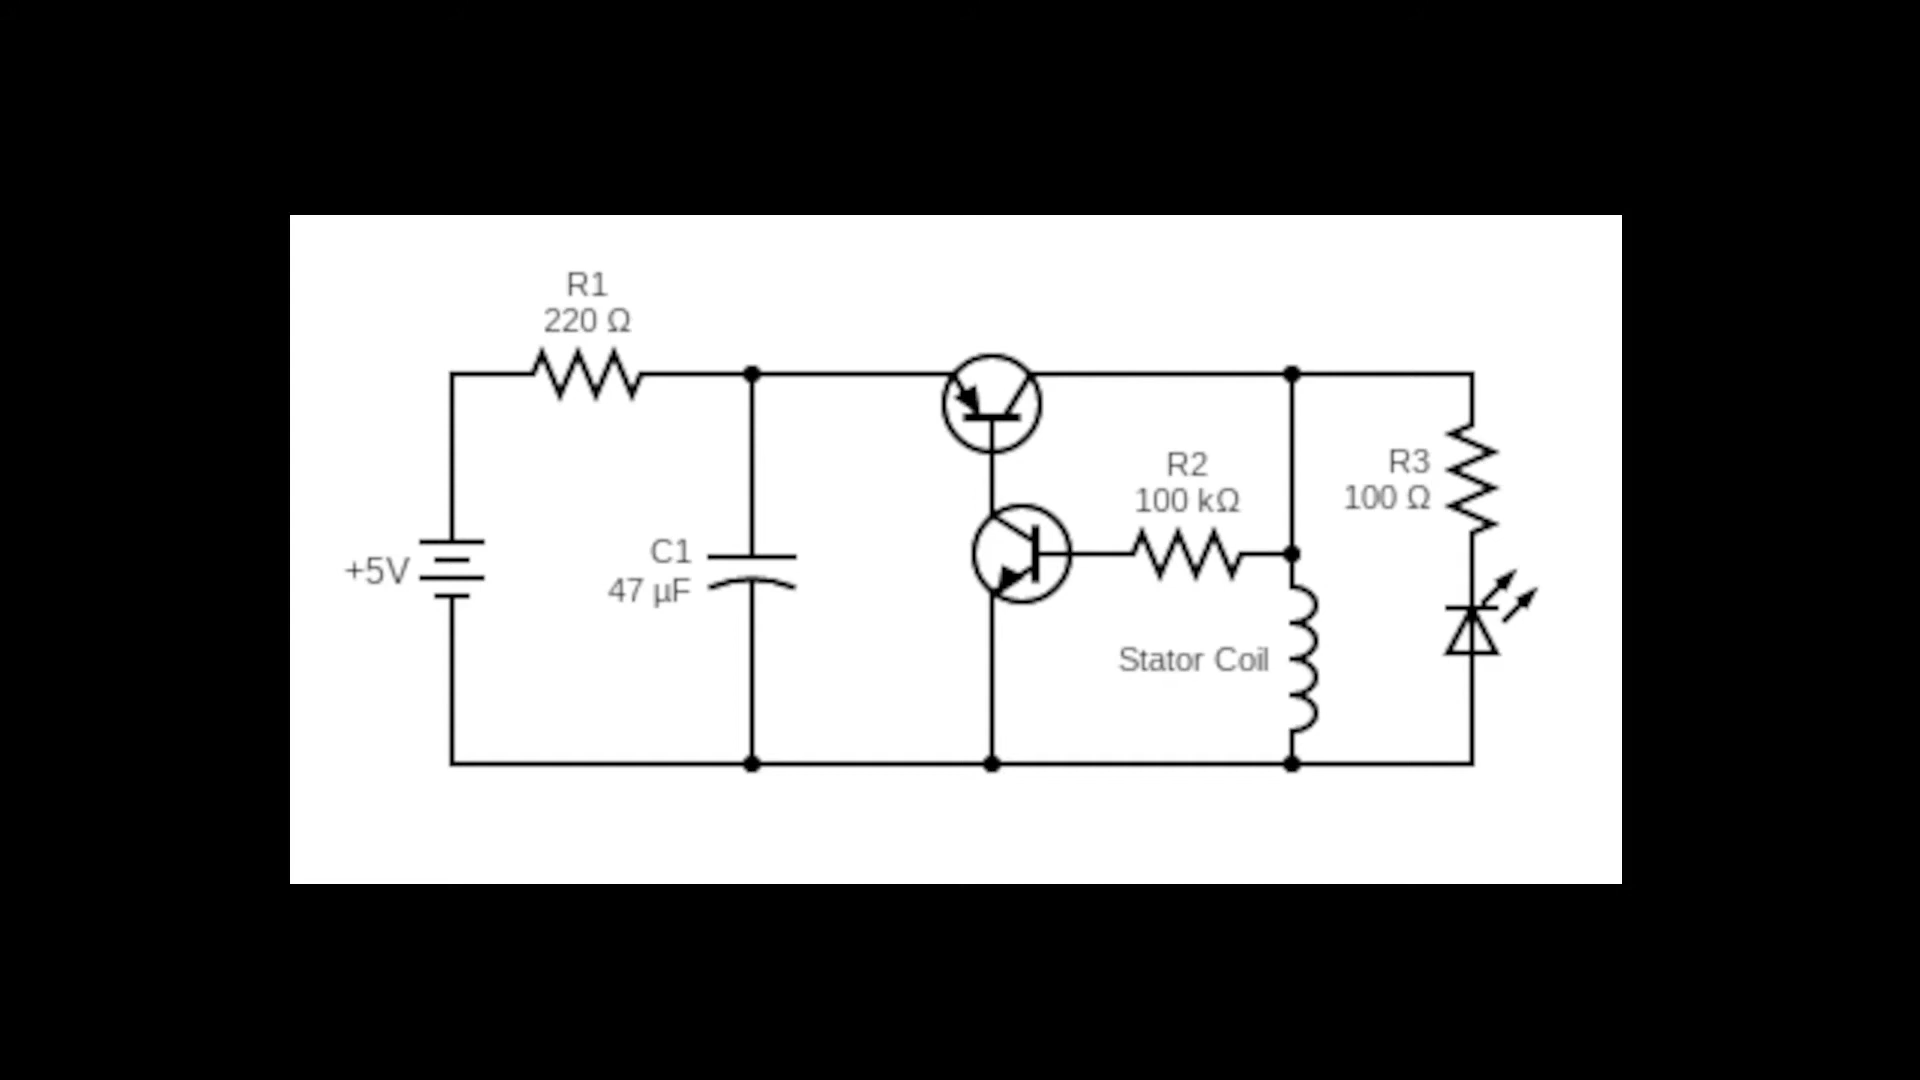 R1
220 Ω
R2
100 kΩ
R3
100 Ω
+5V
C1
47 µF
Stator Coil